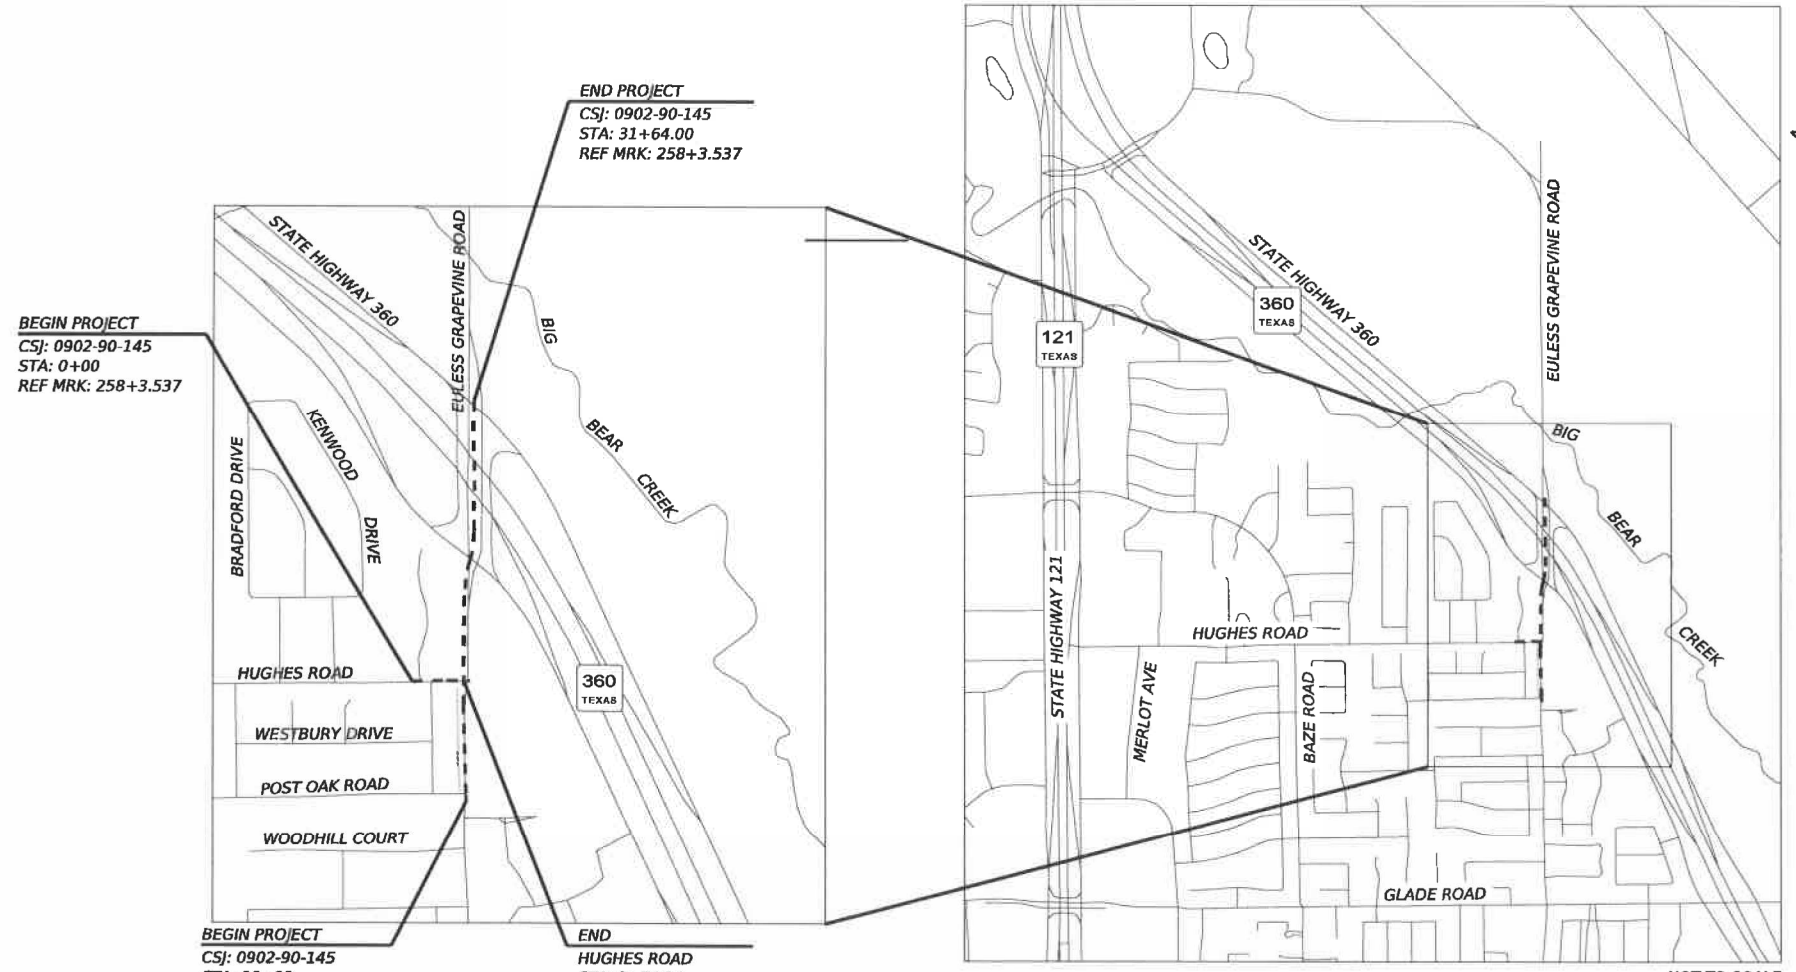 END PROJECT
CSJ: 0902-90-145
STA: 31+64.00
REF MRK: 258+3.537
BEGIN PROJECT
CSJ: 0902-90-145
STA: 0+00
REF MRK: 258+3.537
STATE HIGHWAY 360
EULESS GRAPEVINE ROAD
BIG
BEAR
CREEK
BRADFORD DRIVE
KENWOOD
DRIVE
HUGHES ROAD
360
TEXAS
WESTBURY DRIVE
POST OAK ROAD
WOODHILL COURT
BEGIN PROJECT
CSJ: 0902-90-145
END
HUGHES ROAD
STATE HIGHWAY 360
360
TEXAS
121
TEXAS
EULESS GRAPEVINE ROAD
BIG
BEAR
CREEK
STATE HIGHWAY 121
HUGHES ROAD
MERLOT AVE
BAZE ROAD
GLADE ROAD